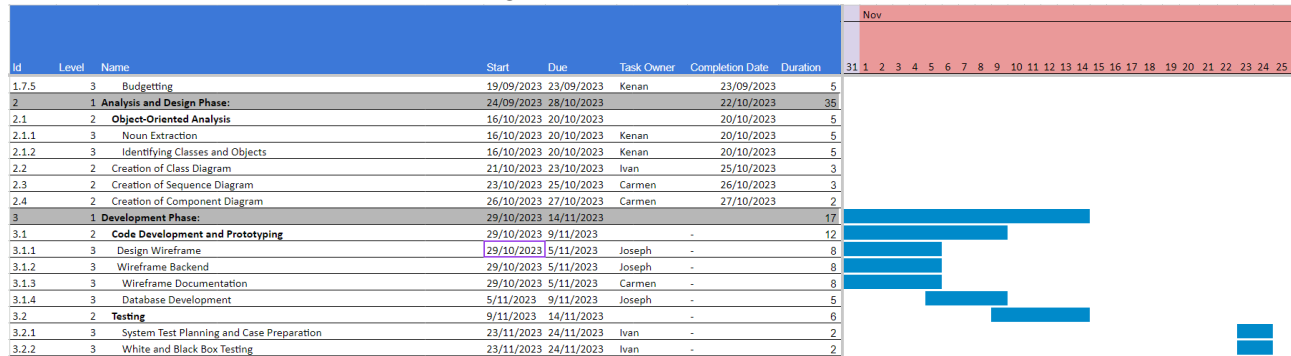 Nov
Id Level Name Start Due Task Owner Completion Date Duration 31 1 2 3 4 5 6 7 8 9 10 11 12 13 14 15 16 17 18 19 20 21 22 23 24 25
1.7.5 3 Budgetting 19/09/2023 23/09/2023 Kenan 23/09/2023 5
2 1 Analysis and Design Phase: 24/09/2023 28/10/2023 22/10/2023 35
2.1 2 Object-Oriented Analysis 16/10/2023 20/10/2023 20/10/2023 5
2.1.1 3 Noun Extraction 16/10/2023 20/10/2023 Kenan 20/10/2023 5
2.1.2 3 Identifying Classes and Objects 16/10/2023 20/10/2023 Kenan 20/10/2023 5
2.2 2 Creation of Class Diagram 21/10/2023 23/10/2023 Ivan 25/10/2023 3
2.3 2 Creation of Sequence Diagram 23/10/2023 25/10/2023 Carmen 26/10/2023 3
2.4 2 Creation of Component Diagram 26/10/2023 27/10/2023 Carmen 27/10/2023 2
3 1 Development Phase: 29/10/2023 14/11/2023 17
3.1 2 Code Development and Prototyping 29/10/2023 9/11/2023 - 12
3.1.1 3 Design Wireframe 29/10/2023 5/11/2023 Joseph - 8
3.1.2 3 Wireframe Backend 29/10/2023 5/11/2023 Joseph - 8
3.1.3 3 Wireframe Documentation 29/10/2023 5/11/2023 Carmen - 8
3.1.4 3 Database Development 5/11/2023 9/11/2023 Joseph - 5
3.2 2 Testing 9/11/2023 14/11/2023 - 6
3.2.1 3 System Test Planning and Case Preparation 23/11/2023 24/11/2023 Ivan - 2
3.2.2 3 White and Black Box Testing 23/11/2023 24/11/2023 Ivan - 2